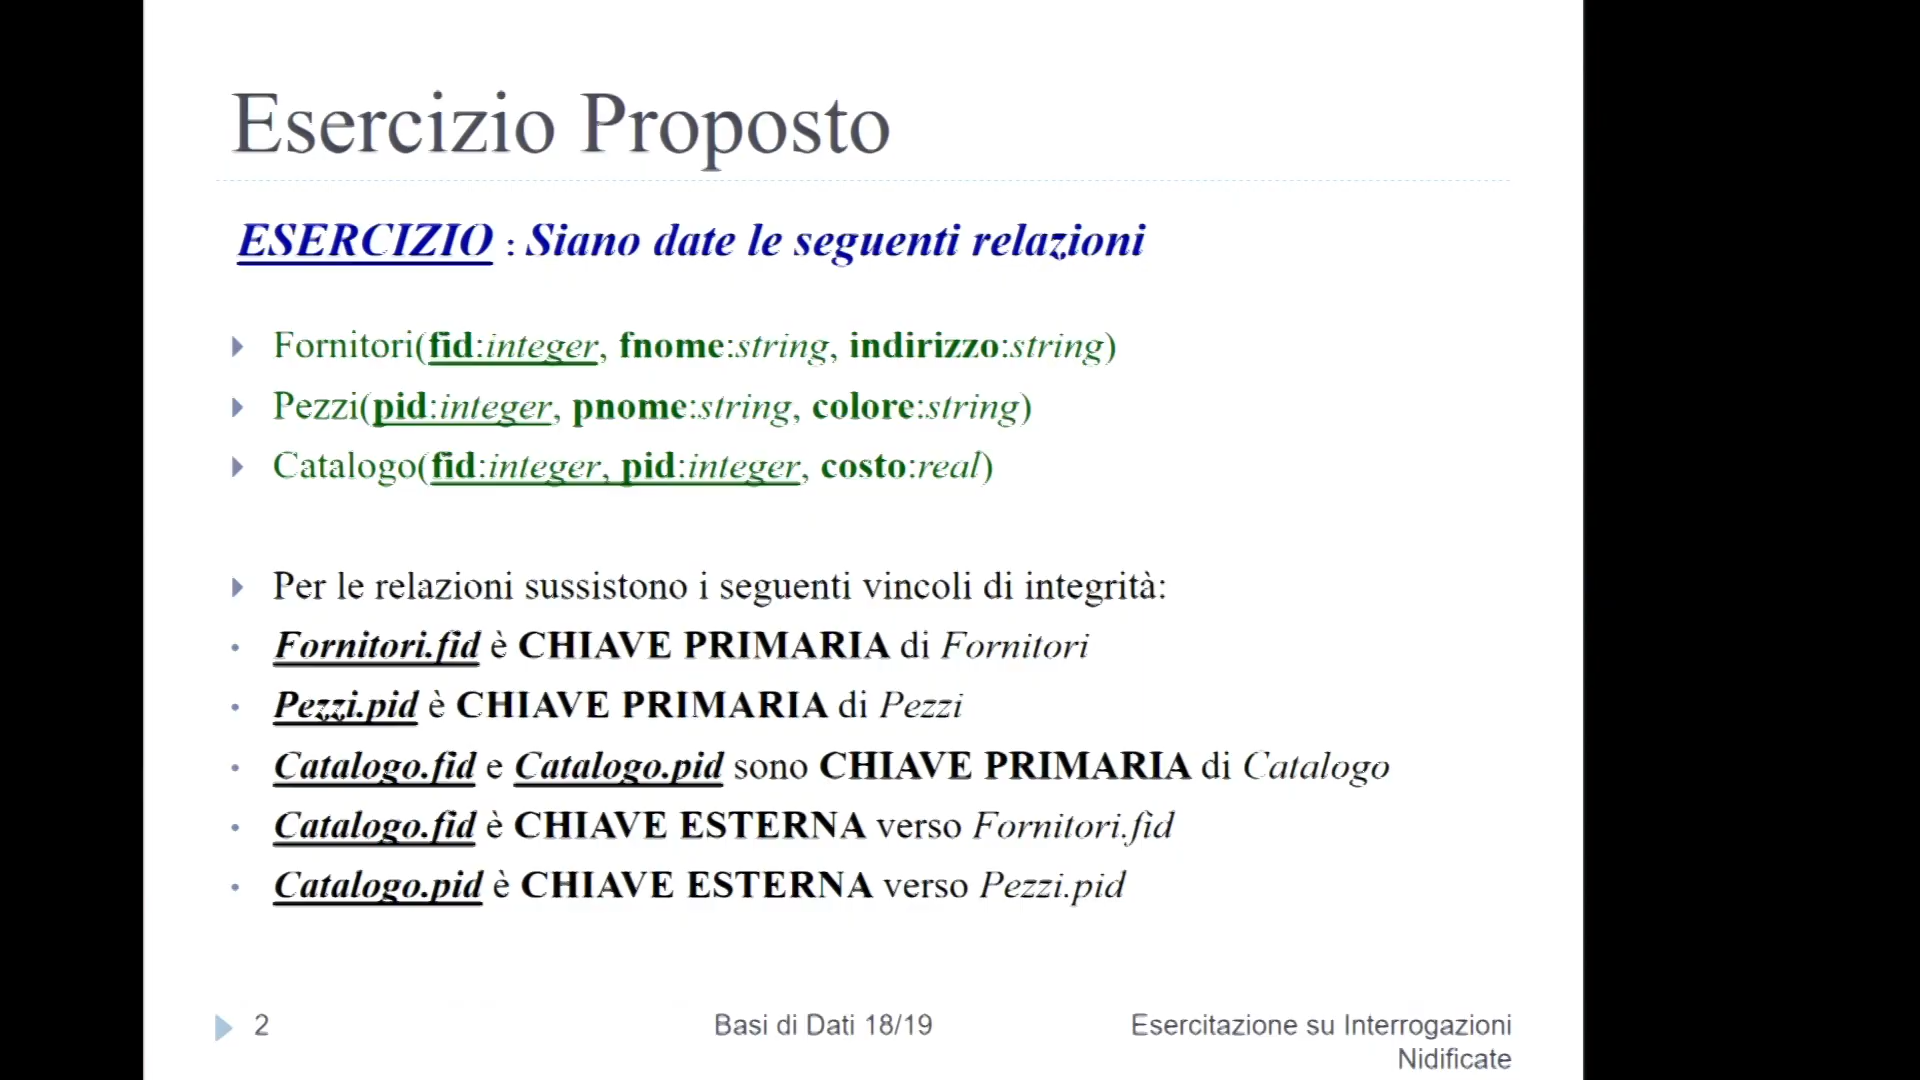 Esercizio Proposto
ESERCIZIO : Siano date le seguenti relazioni
Fornitori(fid:integer, fnome:string, indirizzo:string)
Pezzi(pid:integer, pnome:string, colore:string)
Catalogo(fid:integer, pid:integer, costo:real)
Per le relazioni sussistono i seguenti vincoli di integrità:
Fornitori.fid è CHIAVE PRIMARIA di Fornitori
Pezzi.pid è CHIAVE PRIMARIA di Pezzi
Catalogo.fid e Catalogo.pid sono CHIAVE PRIMARIA di Catalogo
Catalogo.fid è CHIAVE ESTERNA verso Fornitori.fid
Catalogo.pid è CHIAVE ESTERNA verso Pezzi.pid
2
Basi di Dati 18/19
Esercitazione su Interrogazioni
Nidificate